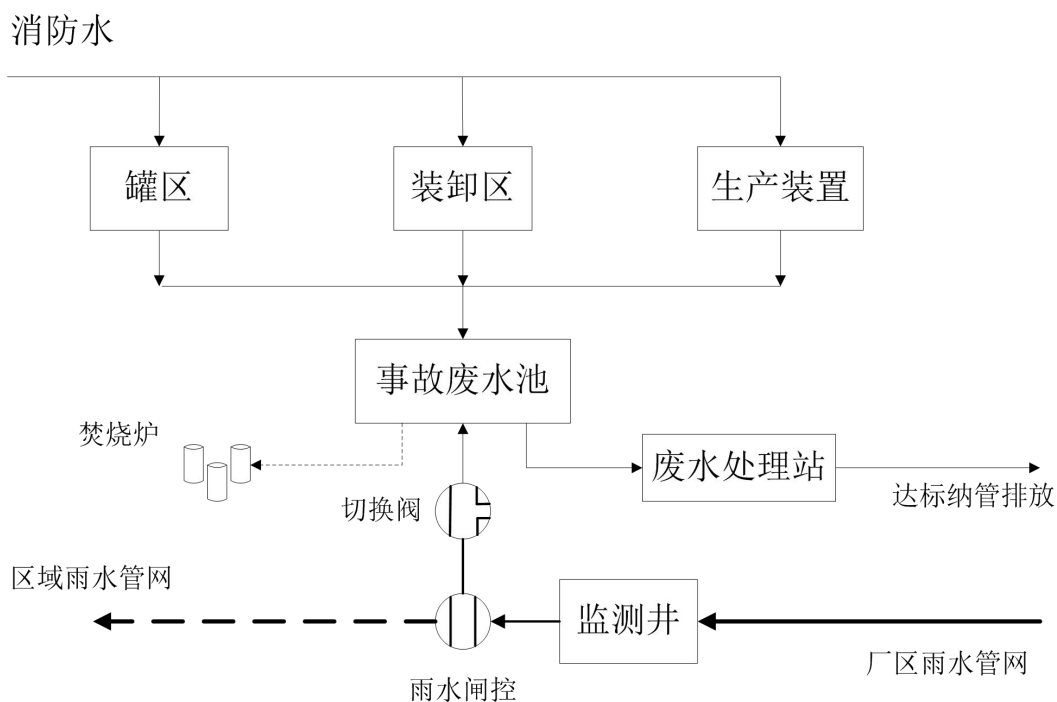 消防水
罐区
装卸区
生产装置
事故废水池
焚烧炉
废水处理站
达标纳管排放
切换阀
区域雨水管网
监测井
厂区雨水管网
雨水闸控